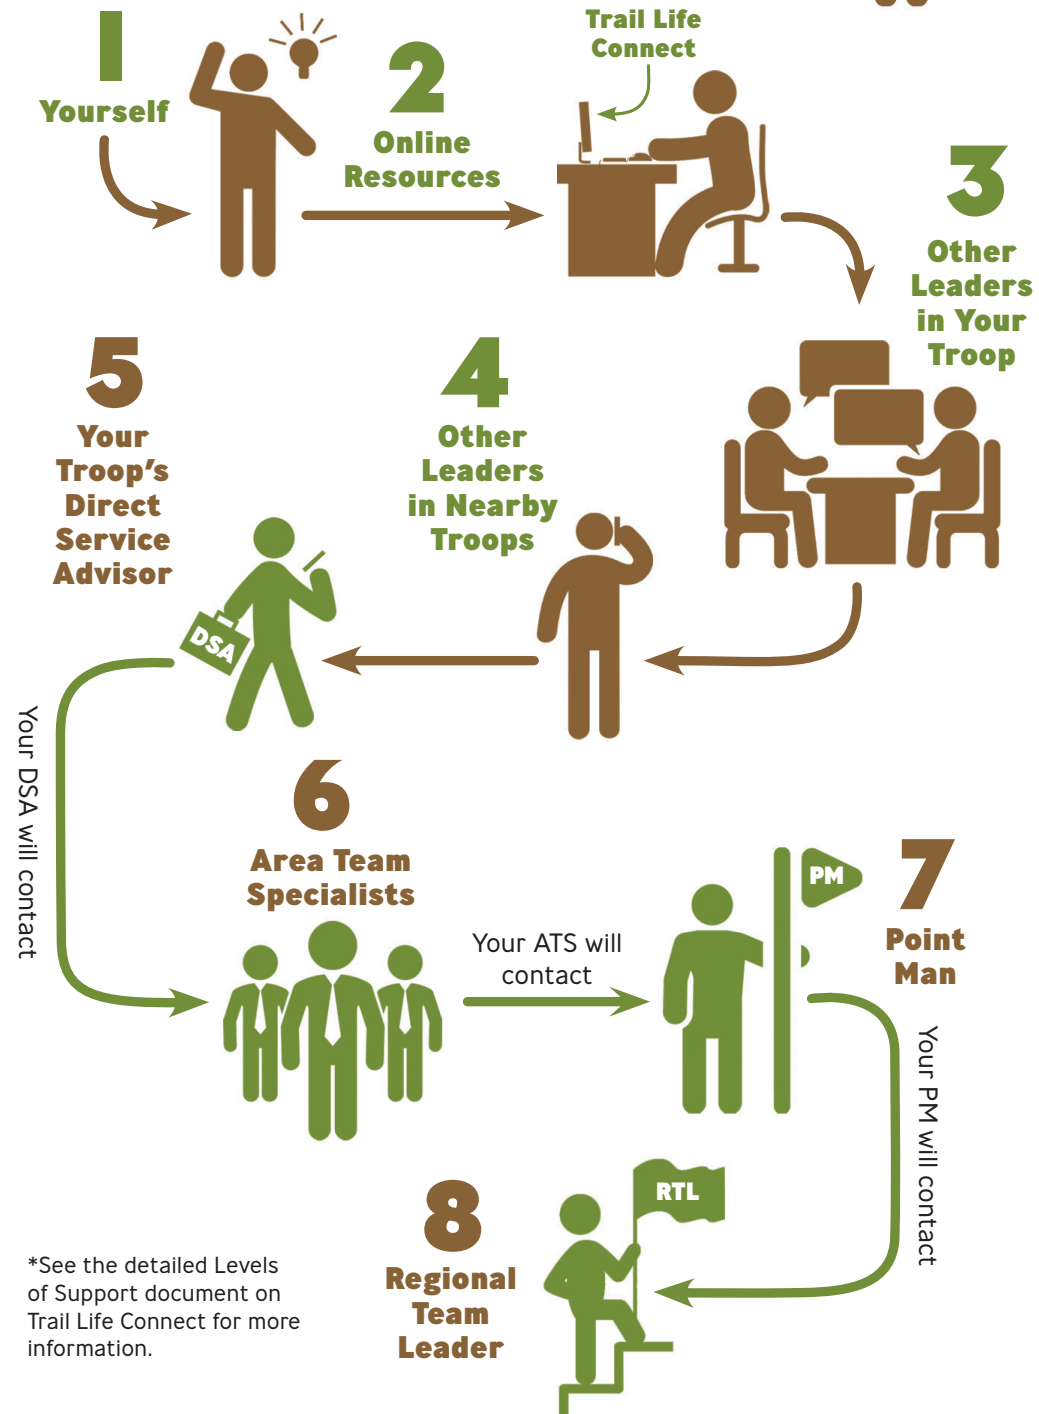 1
Yourself
2
Online
Resources
Trail Life
Connect
3
Other
Leaders
in Your
Troop
4
Other
Leaders
in Nearby
Troops
5
Your
Troop’s
Direct
Service
Advisor
DSA
Your DSA will contact
6
Area Team
Specialists
Your ATS will
contact
PM
7
Point
Man
Your PM will contact
8
Regional
Team
Leader
RTL
*See the detailed Levels
of Support document on
Trail Life Connect for more
information.